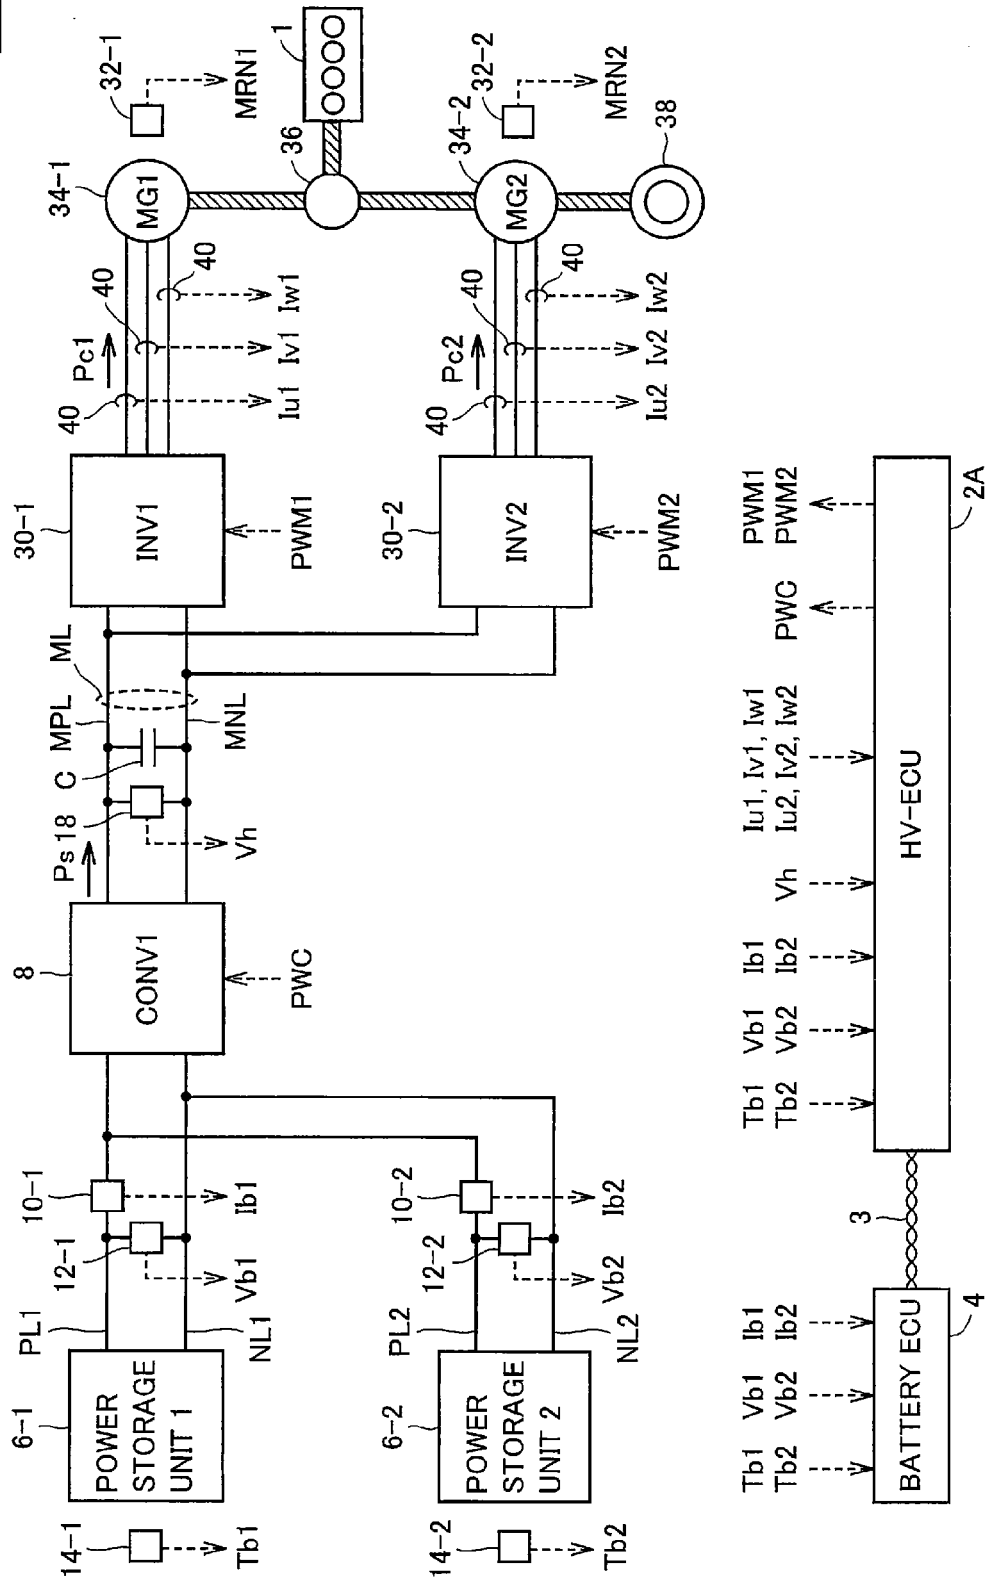 14-1
Tb1
6-1
POWER
STORAGE
UNIT 1
PL1
NL1
12-1
Vb1
10-1
Ib1
8
CONV1
PWC
Ps
18
Vh
C
MPL
ML
MNL
30-1
INV1
PWM1
40
Pc1
40
40
Iu1
Iv1
Iw1
34-1
MG1
32-1
MRN1
36
1
14-2
Tb2
6-2
POWER
STORAGE
UNIT 2
PL2
NL2
12-2
Vb2
10-2
Ib2
30-2
INV2
PWM2
40
Pc2
40
40
Iu2
Iv2
Iw2
34-2
MG2
32-2
MRN2
38
Tb1 Vb1 Ib1
Tb2 Vb2 Ib2
BATTERY ECU
4
3
Tb1 Vb1 Ib1 Vh Iu1, Iv1, Iw1 PWC PWM1
Tb2 Vb2 Ib2 Iu2, Iv2, Iw2 PWM2
HV-ECU
2A